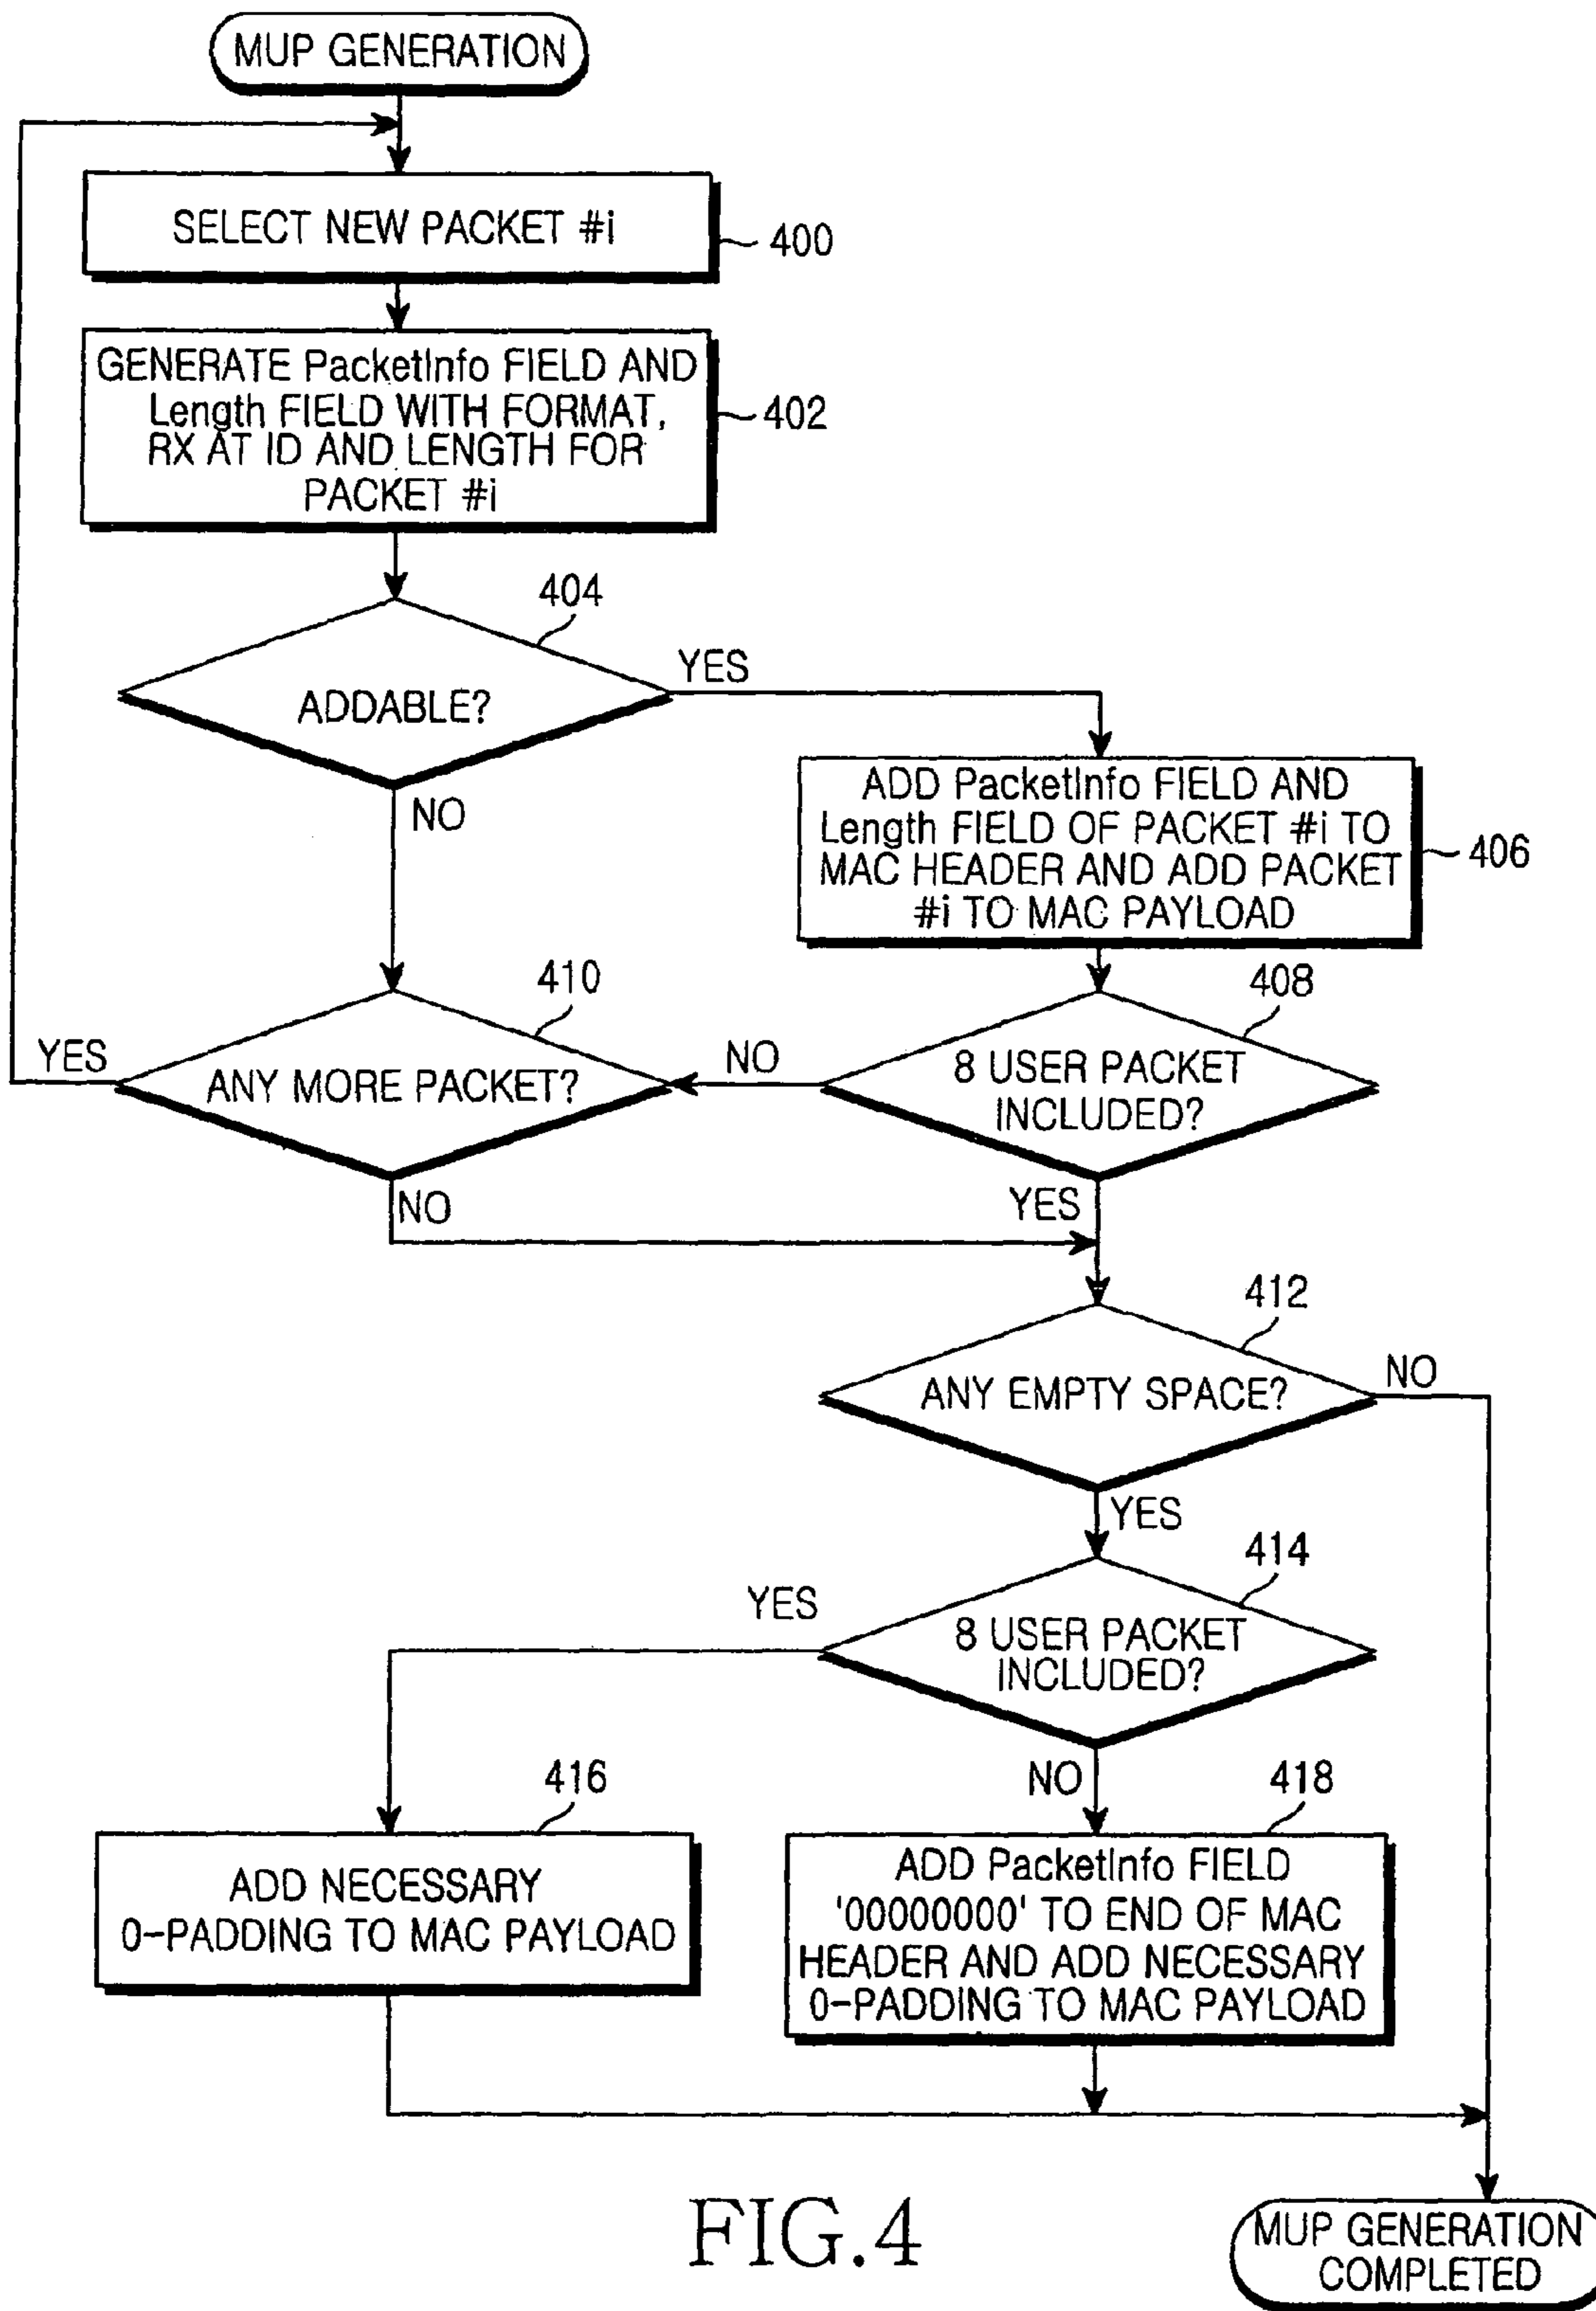 MUP GENERATION
SELECT NEW PACKET #i
400
GENERATE PacketInfo FIELD AND
Length FIELD WITH FORMAT,
RX AT ID AND LENGTH FOR
PACKET #i
402
404
ADDABLE?
YES
NO
ADD PacketInfo FIELD AND
Length FIELD OF PACKET #i TO
MAC HEADER AND ADD PACKET
#i TO MAC PAYLOAD
406
410
408
YES
ANY MORE PACKET?
NO
8 USER PACKET
INCLUDED?
NO
YES
412
ANY EMPTY SPACE?
NO
YES
414
YES
8 USER PACKET
INCLUDED?
NO
416
418
ADD NECESSARY
0-PADDING TO MAC PAYLOAD
ADD PacketInfo FIELD
'00000000' TO END OF MAC
HEADER AND ADD NECESSARY
0-PADDING TO MAC PAYLOAD
MUP GENERATION
COMPLETED
FIG.4